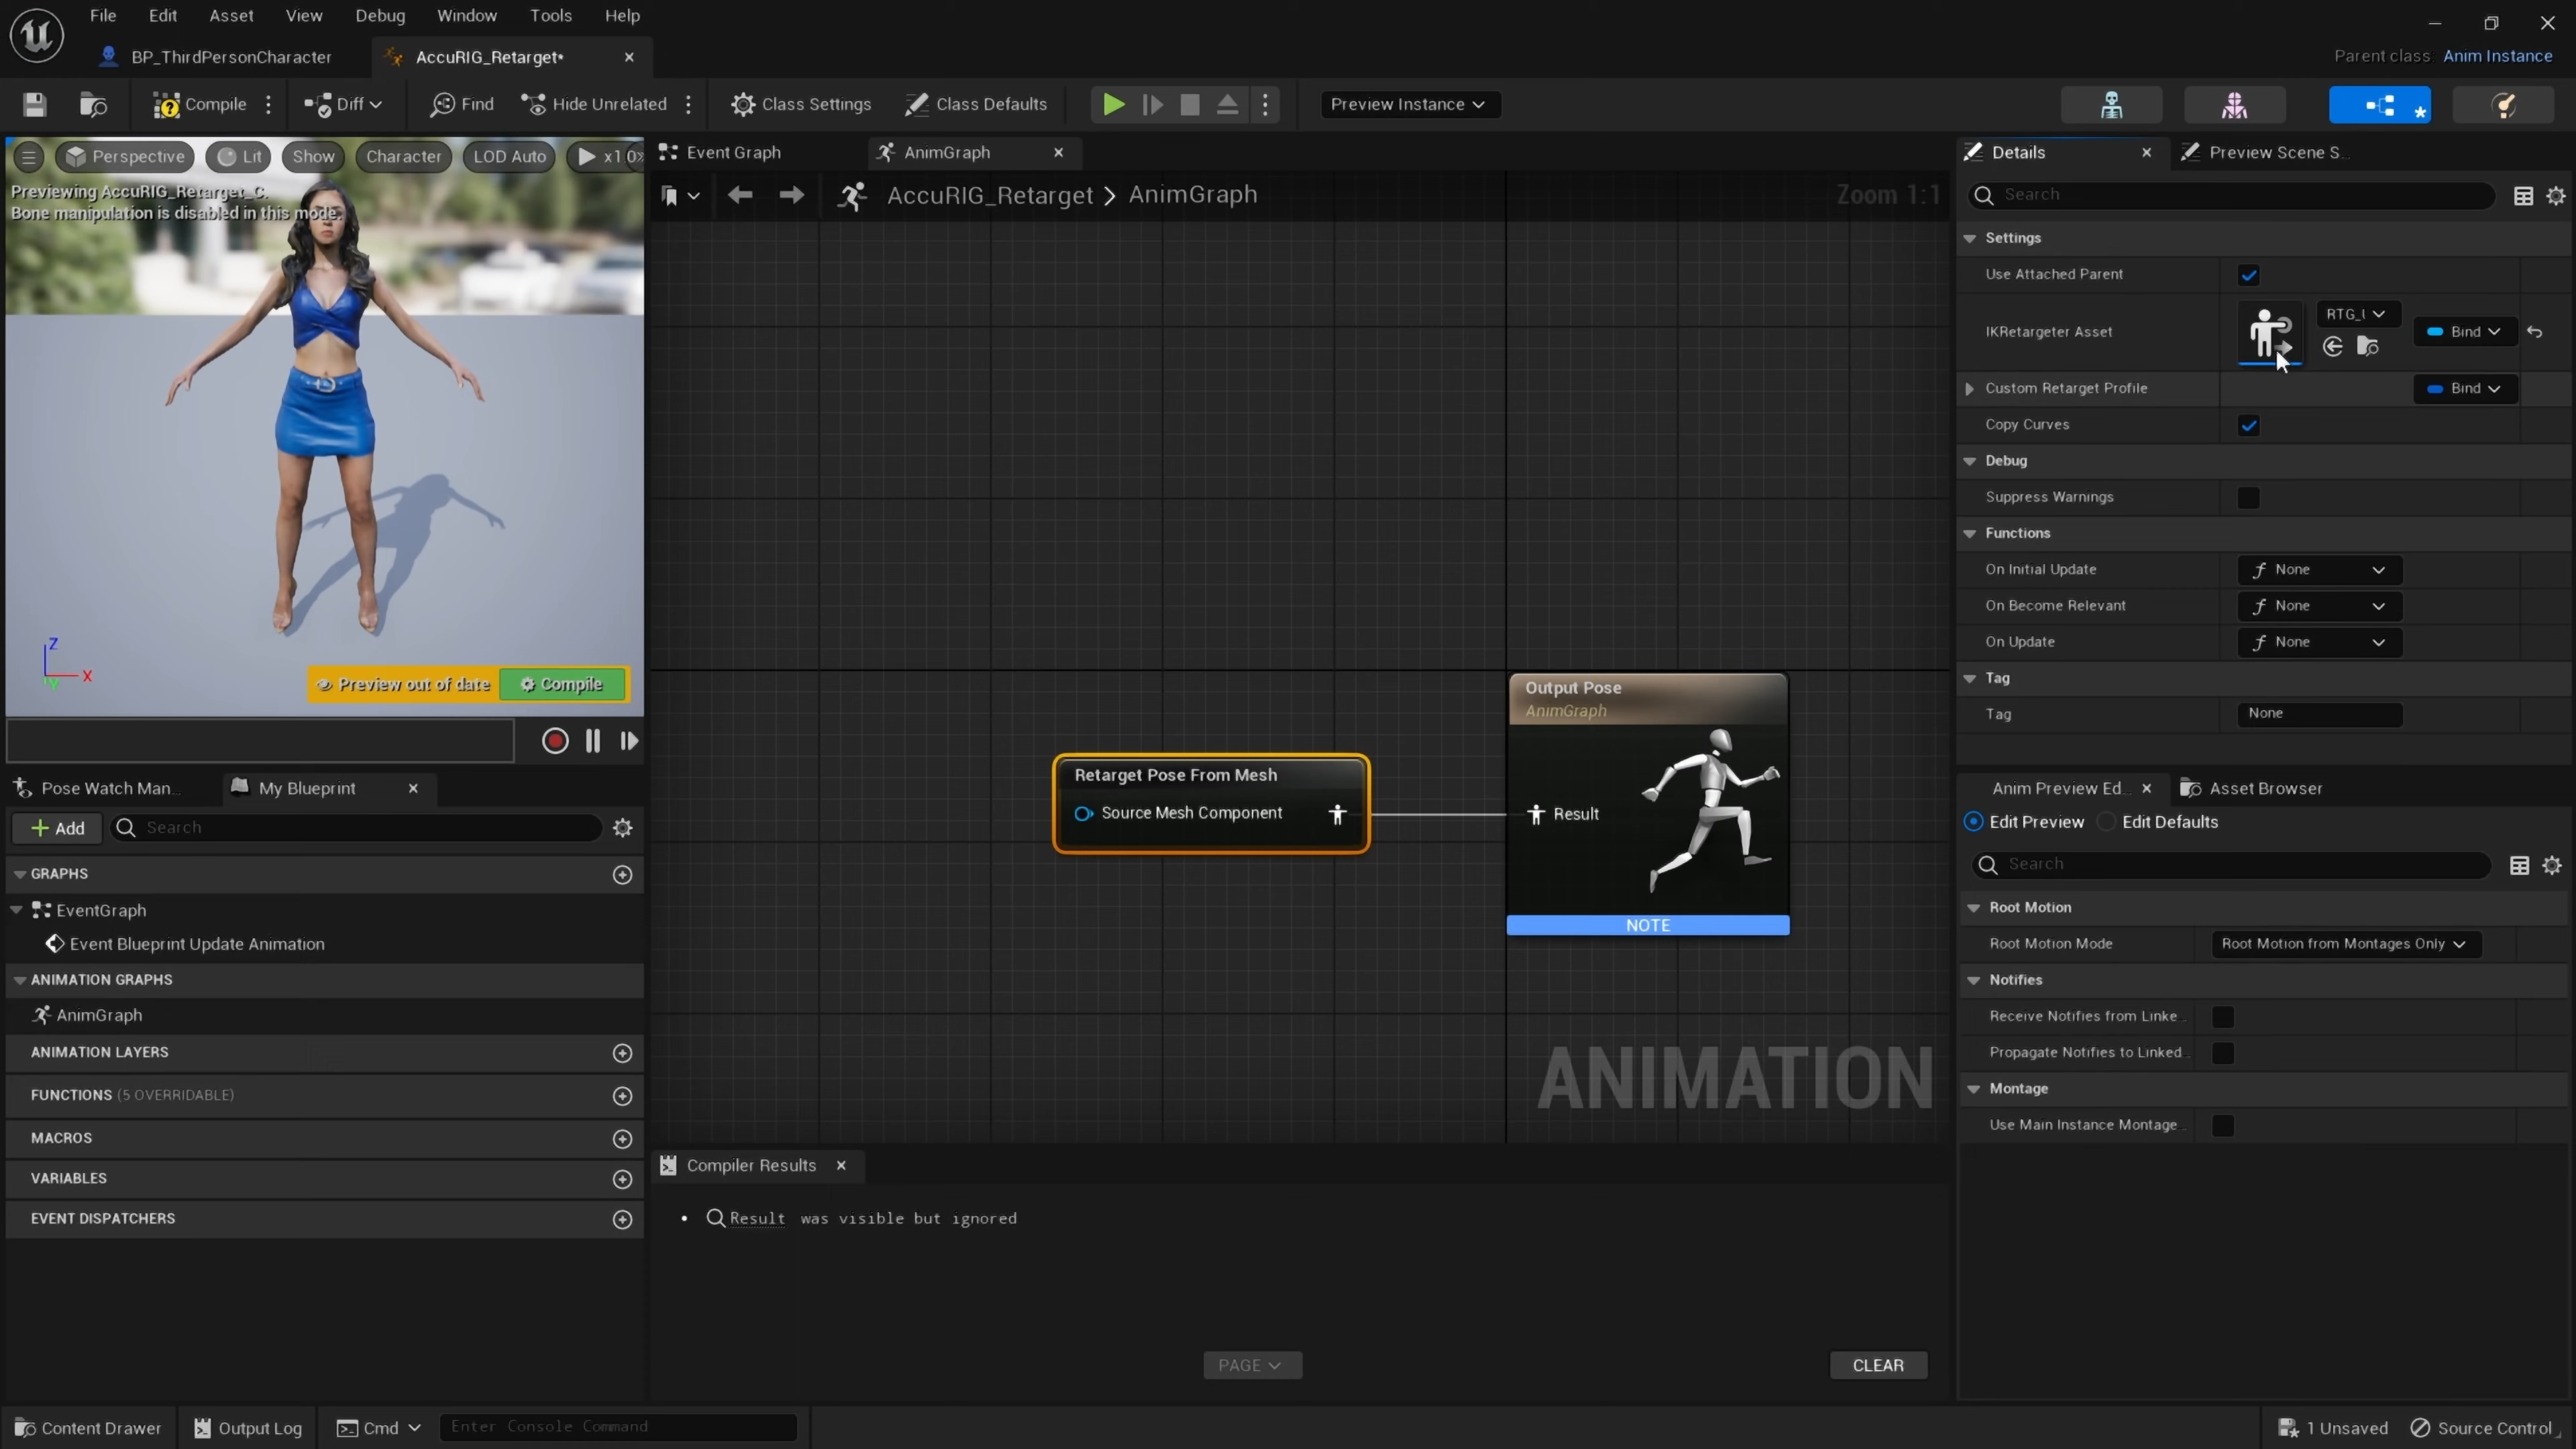 File Edit Asset View Debug Window Tools Help
BP_ThirdPersonCharacter
AccuRIG_Retarget*
Parent class Anim Instance
Compile
Diff
Find
Hide Unrelated
Class Settings
Class Defaults
Preview Instance
Perspective
Lit
Show
Character
LOD Auto
Previewing AccuRIG_Retarget_C.
Bone manipulation is disabled in this mode.
Z
X
Y
Preview out of date
Compile
Pose Watch Man...
My Blueprint
Add
Search
GRAPHS
EventGraph
Event Blueprint Update Animation
ANIMATION GRAPHS
AnimGraph
ANIMATION LAYERS
FUNCTIONS (5 OVERRIDABLE)
MACROS
VARIABLES
EVENT DISPATCHERS
Event Graph
AnimGraph
AccuRIG_Retarget > AnimGraph
Zoom 1:1
Retarget Pose From Mesh
Source Mesh Component
Output Pose
AnimGraph
Result
NOTE
ANIMATION
Compiler Results
Result was visible but ignored
PAGE
CLEAR
Details
Preview Scene S...
Search
Settings
Use Attached Parent
IKRetargeter Asset
Bind
Custom Retarget Profile
Bind
Copy Curves
Debug
Suppress Warnings
Functions
On Initial Update
None
On Become Relevant
None
On Update
None
Tag
Tag
None
Anim Preview Ed...
Asset Browser
Edit Preview
Edit Defaults
Search
Root Motion
Root Motion Mode
Root Motion from Montages Only
Notifies
Receive Notifies from Linke...
Propagate Notifies to Linked...
Montage
Use Main Instance Montage...
Content Drawer
Output Log
Cmd
Enter Console Command
1 Unsaved
Source Control